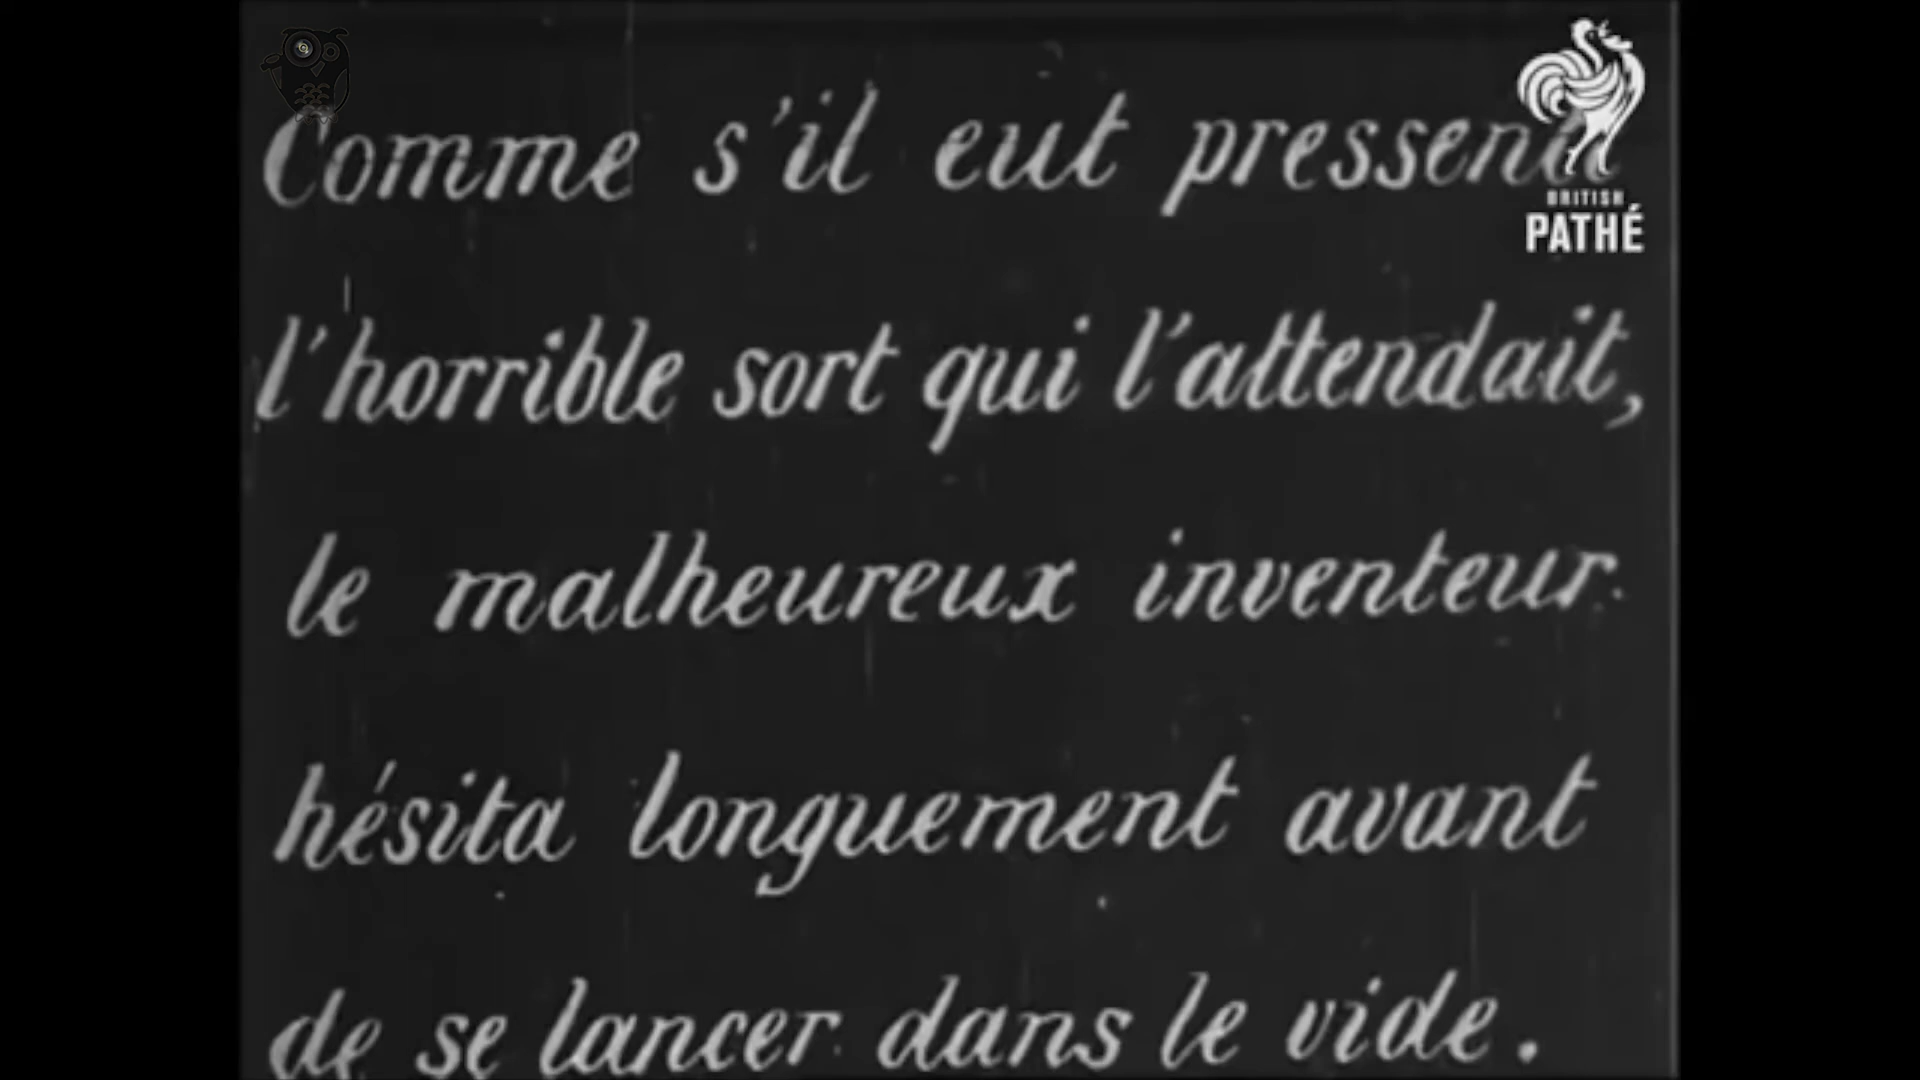 Comme s'il eut pressenti
BRITISH
PATHÉ
l'horrible sort qui l'attendait,
le malheureux inventeur
hésita longuement avant
de se lancer dans le vide.